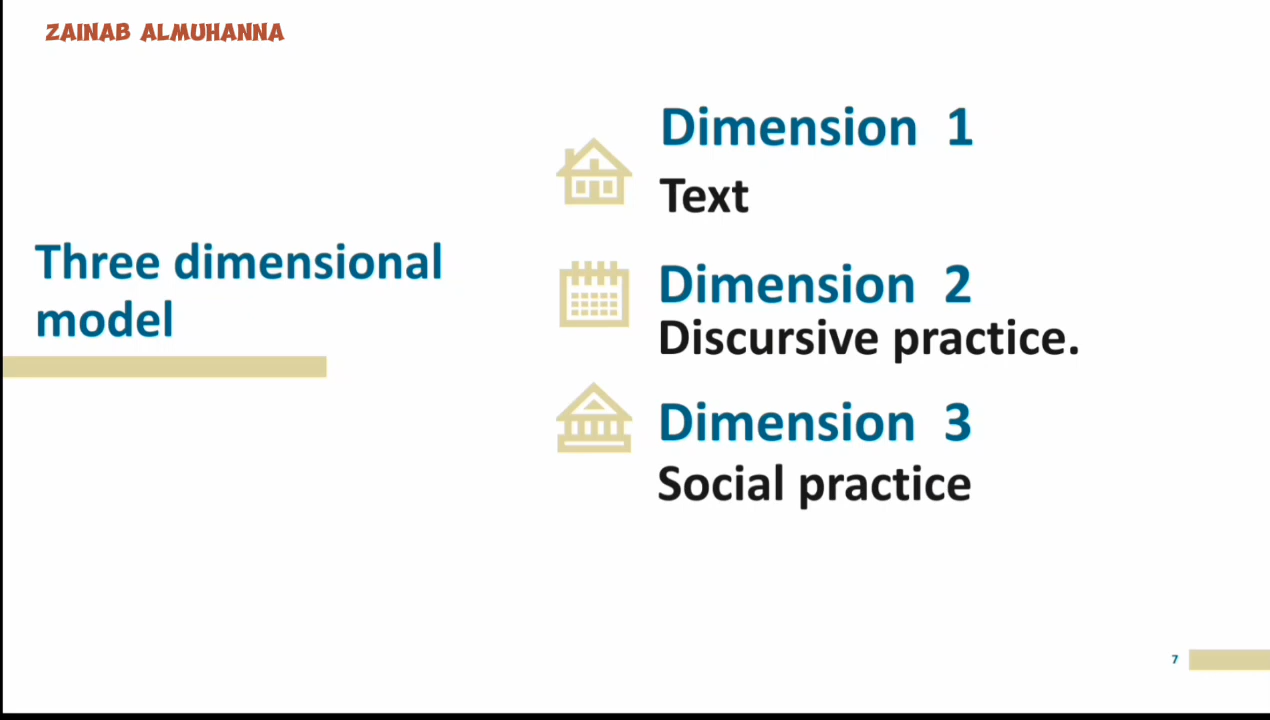 ZAINAB ALMUHANNA
Three dimensional
model
Dimension 1
Text
Dimension 2
Discursive practice.
Dimension 3
Social practice
7